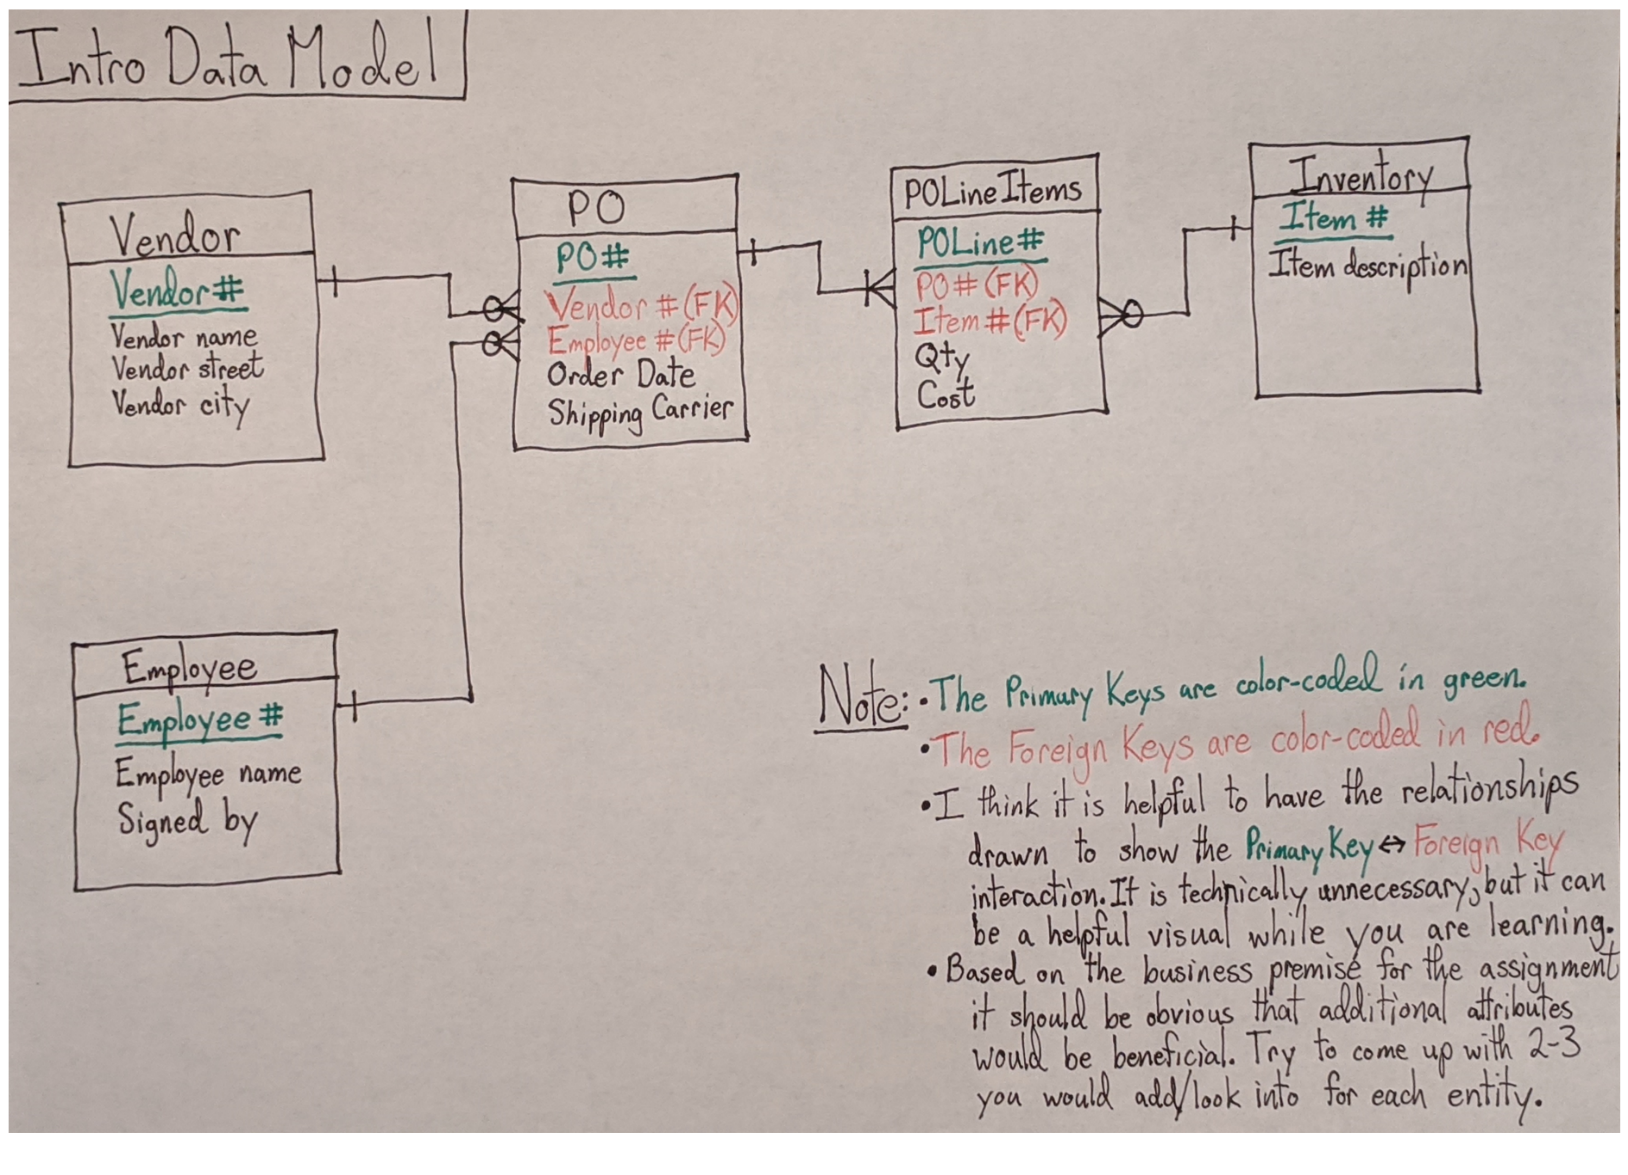 Intro Data Model
Vendor
Vendor#
Vendor name
Vendor street
Vendor city
PO
PO#
Vendor #(FK)
Employee #(FK)
Order Date
Shipping Carrier
POLineItems
POLine#
PO# (FK)
Item #(FK)
Qty
Cost
Inventory
Item #
Item description
Employee
Employee #
Employee name
Signed by
Note: • The Primary Keys are color-coded in green.
• The Foreign Keys are color-coded in red.
• I think it is helpful to have the relationships
drawn to show the Primary Key ↔ Foreign Key
interaction. It is technically unnecessary, but it can
be a helpful visual while you are learning.
• Based on the business premise for the assignment
it should be obvious that additional attributes
would be beneficial. Try to come up with 2-3
you would add/look into for each entity.